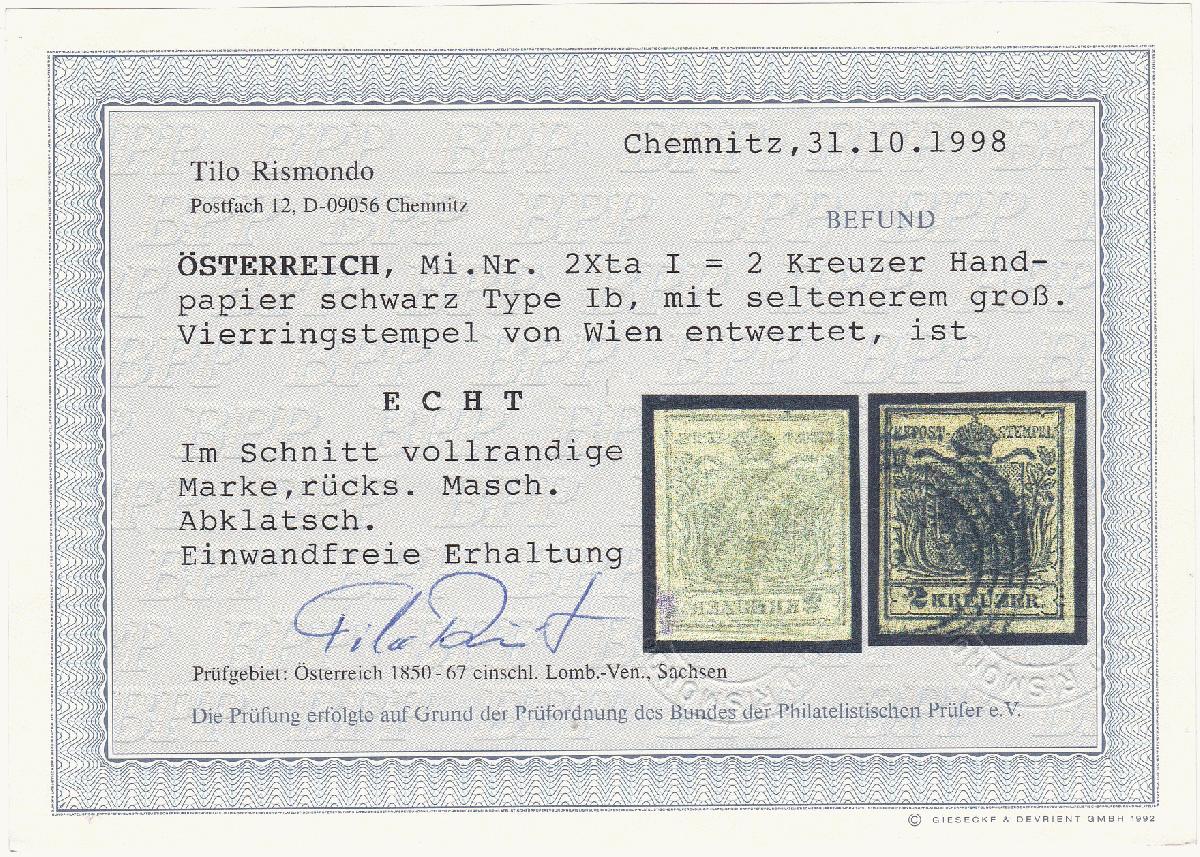 Chemnitz,31.10.1998
Tilo Rismondo
Postfach 12, D-09056 Chemnitz
BEFUND
ÖSTERREICH, Mi.Nr. 2Xta I = 2 Kreuzer Hand-
papier schwarz Type Ib, mit seltenerem groß.
Vierringstempel von Wien entwertet, ist
E C H T
Im Schnitt vollrandige
Marke,rücks. Masch.
Abklatsch.
Einwandfreie Erhaltung
STEMPEL
2 KREUZER
Prüfgebiet: Österreich 1850-67 einschl. Lomb.-Ven., Sachsen
Die Prüfung erfolgte auf Grund der Prüfordnung des Bundes der Philatelistischen Prüfer e.V.
© GIESECKE & DEVRIENT GMBH 1992